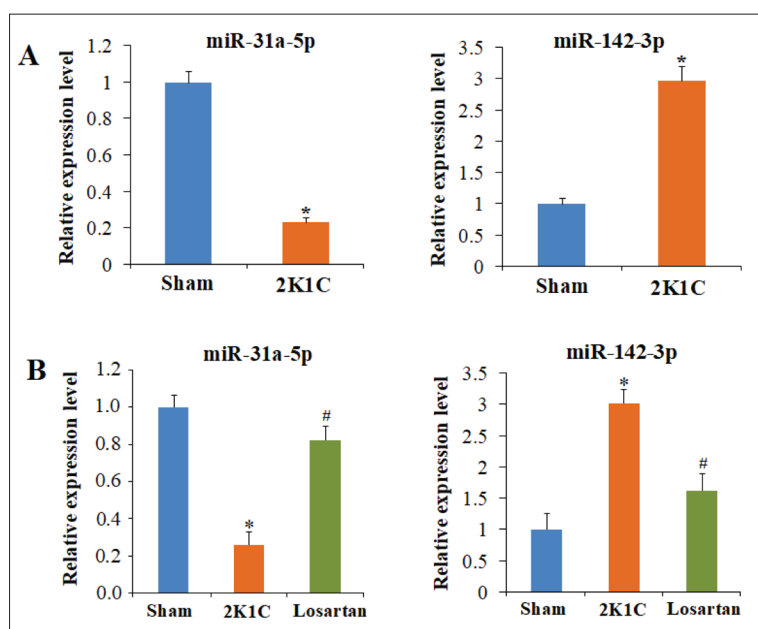 A
miR-31a-5p
Relative expression level
1.2
1
0.8
0.6
0.4
0.2
0
*
Sham
2K1C
miR-142-3p
Relative expression level
3.5
3
2.5
2
1.5
1
0.5
0
*
Sham
2K1C
B
miR-31a-5p
Relative expression level
1.2
1.0
0.8
0.6
0.4
0.2
0.0
*
#
Sham
2K1C
Losartan
miR-142-3p
Relative expression level
3.5
3
2.5
2
1.5
1
0.5
0
*
#
Sham
2K1C
Losartan